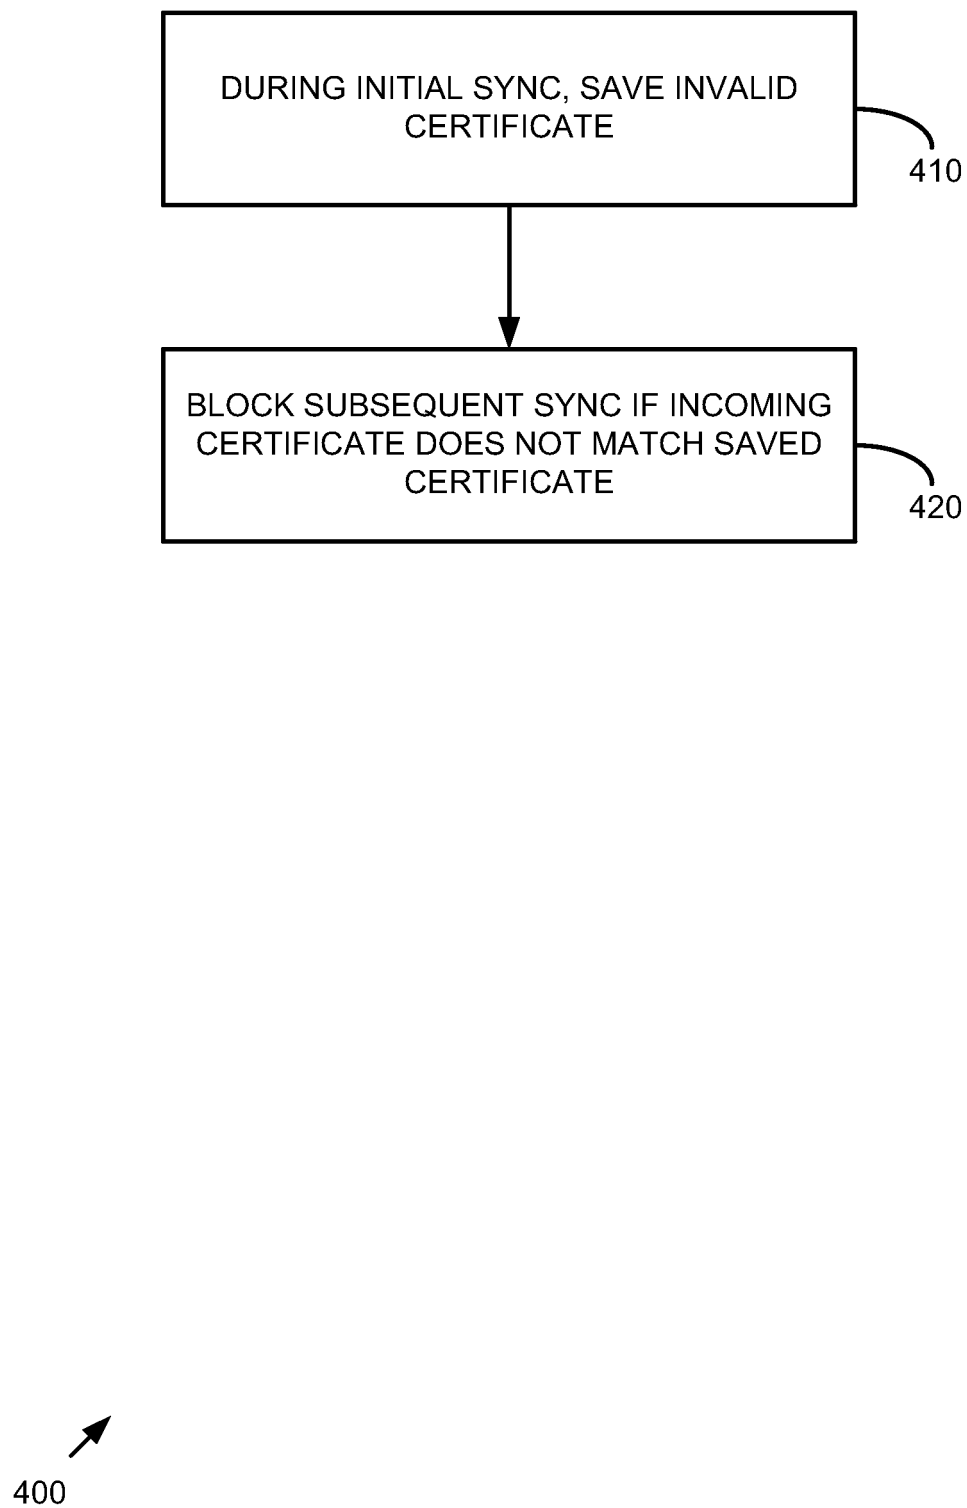 DURING INITIAL SYNC, SAVE INVALID
CERTIFICATE
410
BLOCK SUBSEQUENT SYNC IF INCOMING
CERTIFICATE DOES NOT MATCH SAVED
CERTIFICATE
420
400